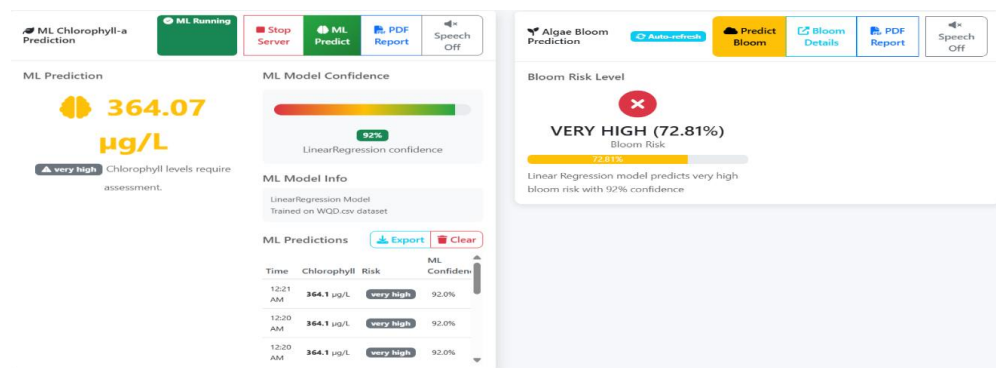 ML Chlorophyll-a
Prediction
ML Running
Stop
Server
ML
Predict
PDF
Report
Speech
Off
ML Prediction
364.07
µg/L
very high Chlorophyll levels require
assessment.
ML Model Confidence
92%
LinearRegression confidence
ML Model Info
LinearRegression Model
Trained on WQD.csv dataset
ML Predictions
Export
Clear
Time Chlorophyll Risk ML
Confiden
12:21
AM 364.1 µg/L very high 92.0%
12:20
AM 364.1 µg/L very high 92.0%
12:20
AM 364.1 µg/L very high 92.0%
Algae Bloom
Prediction
Auto-refresh
Predict
Bloom
Bloom
Details
PDF
Report
Speech
Off
Bloom Risk Level
VERY HIGH (72.81%)
Bloom Risk
72.81%
Linear Regression model predicts very high
bloom risk with 92% confidence